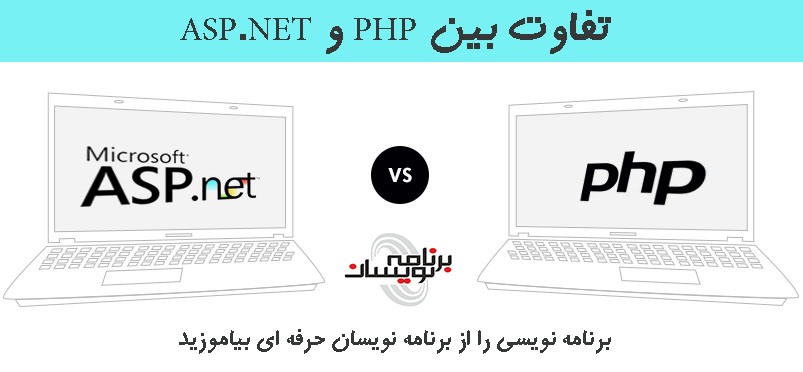 تفاوت بین PHP و ASP.NET
Microsoft
ASP.net
VS
php
برنامه
نویسان
برنامه نویسی را از برنامه نویسان حرفه ای بیاموزید